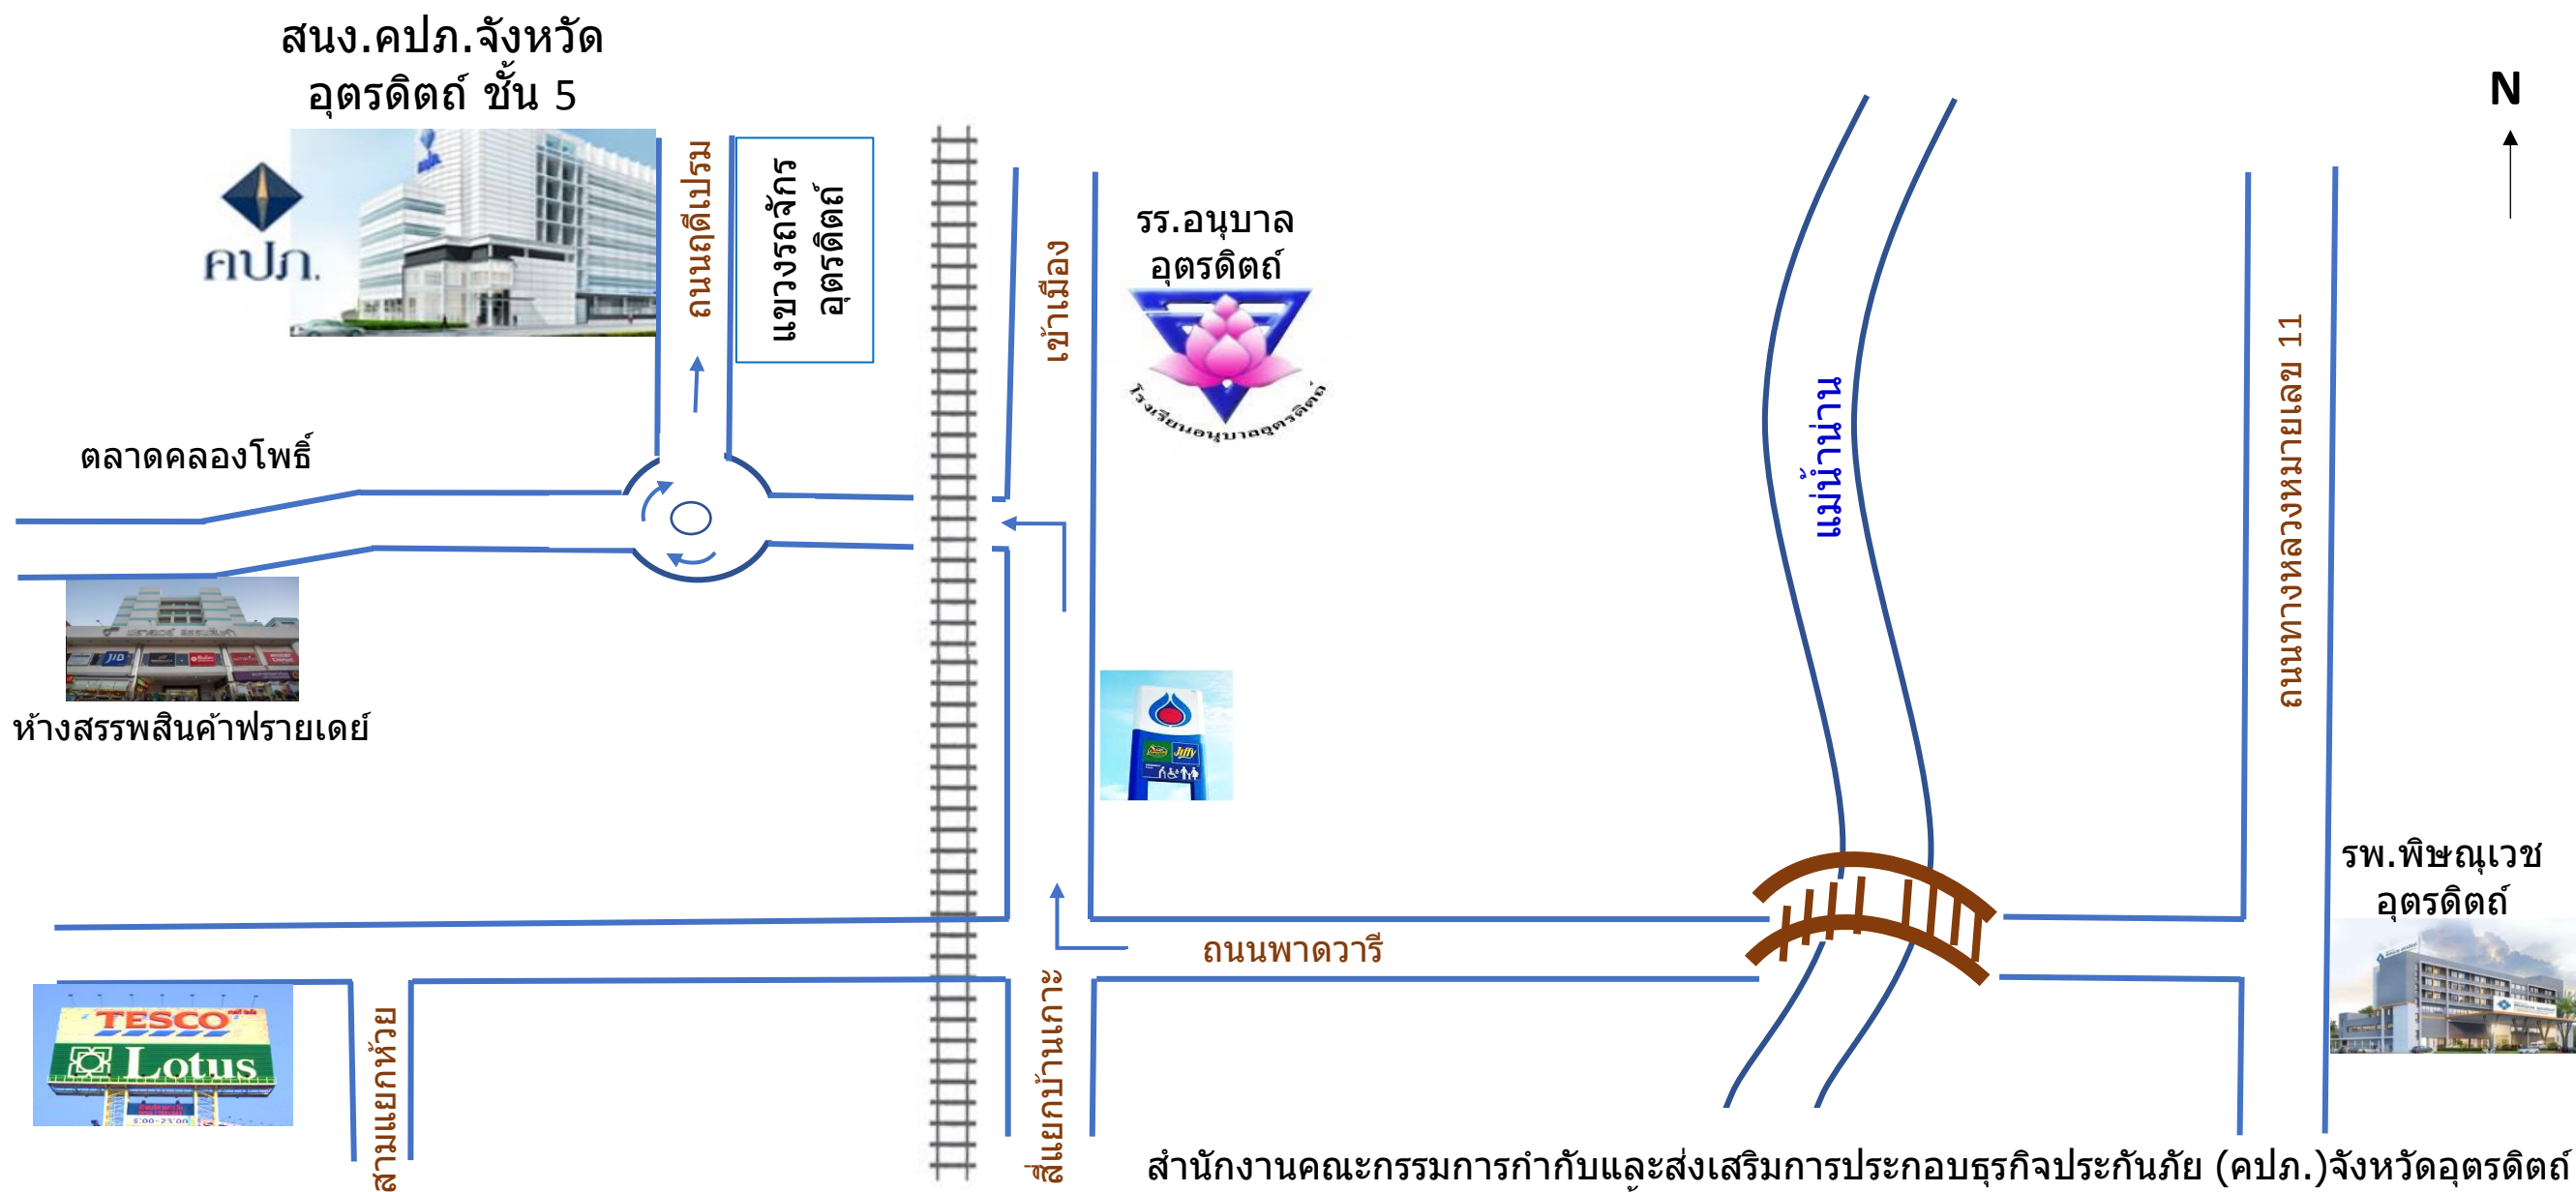 สนง.คปภ.จังหวัด
อุตรดิตถ์ ชั้น 5
N
คปภ.
ถนนฤดีเปรม
แขวงรถจักร
อุตรดิตถ์
เข้าเมือง
รร.อนุบาล
อุตรดิตถ์
โรงเรียนอนุบาลอุตรดิตถ์
แม่น้ำน่าน
ถนนทางหลวงหมายเลข 11
ตลาดคลองโพธิ์
JIB
ห้างสรรพสินค้าฟรายเดย์
Jiffy
รพ.พิษณุเวช
อุตรดิตถ์
ถนนพาดวารี
TESCO
Lotus
สามแยกห้วย
สี่แยกบ้านเกาะ
สำนักงานคณะกรรมการกำกับและส่งเสริมการประกอบธุรกิจประกันภัย (คปภ.)จังหวัดอุตรดิตถ์